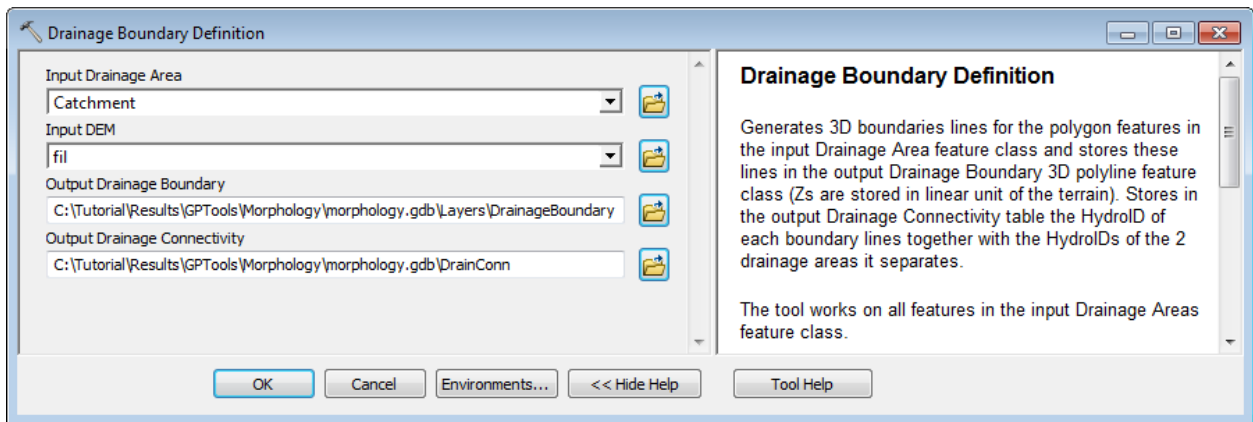 Drainage Boundary Definition
Input Drainage Area
Catchment
Input DEM
fil
Output Drainage Boundary
C:\Tutorial\Results\GPTools\Morphology\morphology.gdb\Layers\DrainageBoundary
Output Drainage Connectivity
C:\Tutorial\Results\GPTools\Morphology\morphology.gdb\DrainConn
Drainage Boundary Definition
Generates 3D boundaries lines for the polygon features in
the input Drainage Area feature class and stores these
lines in the output Drainage Boundary 3D polyline feature
class (Zs are stored in linear unit of the terrain). Stores in
the output Drainage Connectivity table the HydroID of
each boundary lines together with the HydroIDs of the 2
drainage areas it separates.
The tool works on all features in the input Drainage Areas
feature class.
OK
Cancel
Environments...
<< Hide Help
Tool Help